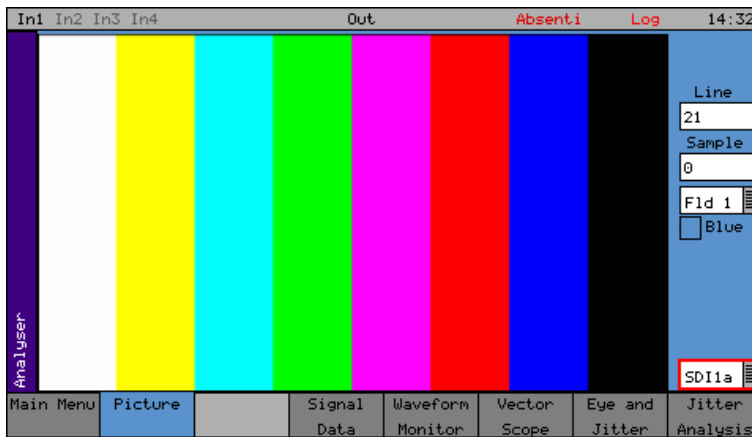 In1 In2 In3 In4 Out Absenti Log 14:32
Line
21
Sample
0
Fld 1
Blue
SDI1a
Analyser
Main Menu Picture Signal Data Waveform Monitor Vector Scope Eye and Jitter Jitter Analysis